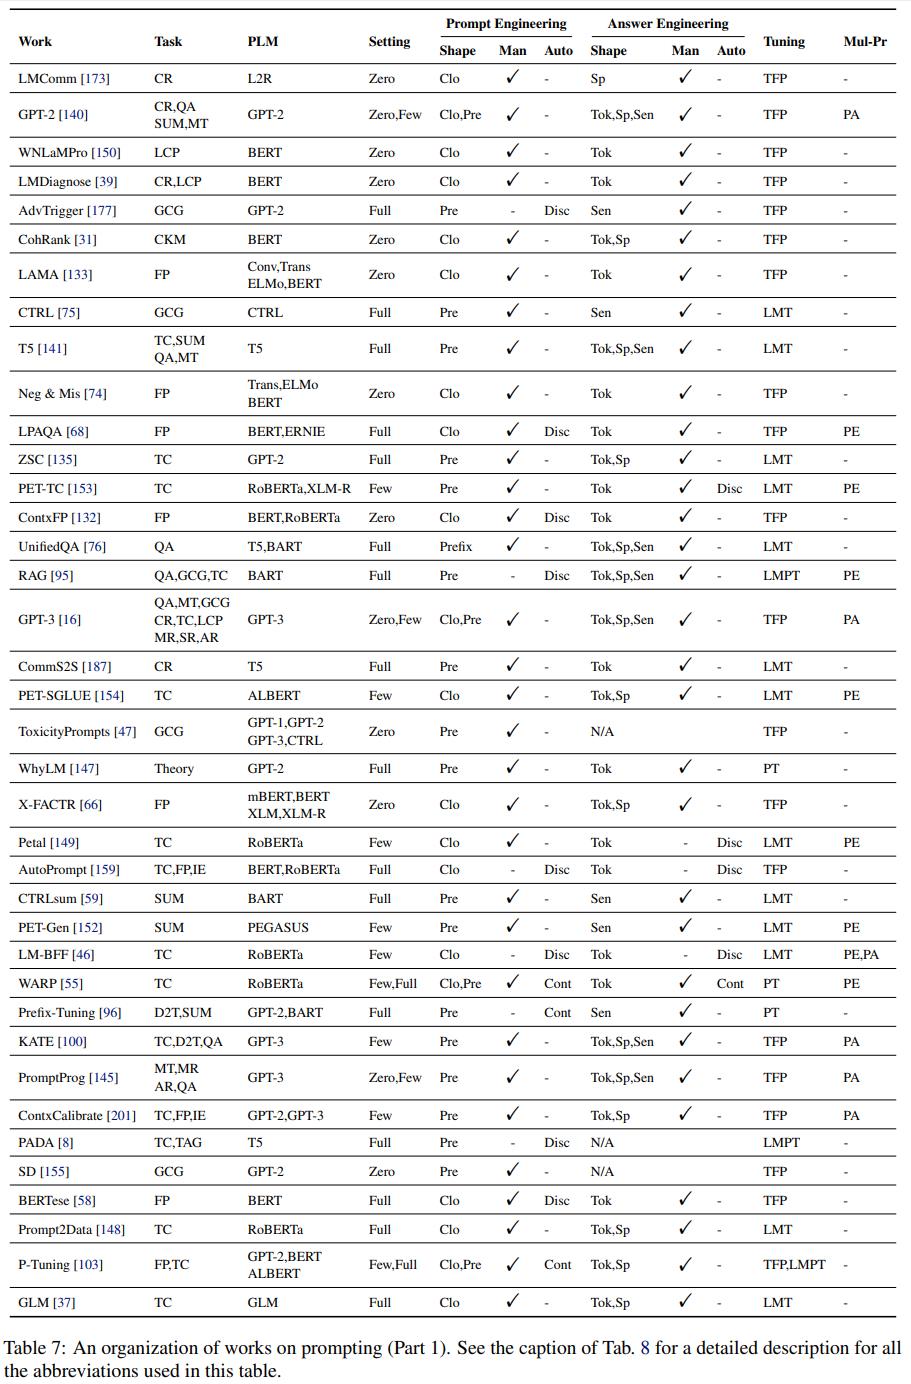 Prompt Engineering Answer Engineering
Work Task PLM Setting Shape Man Auto Shape Man Auto Tuning Mul-Pr
LMComm [173] CR L2R Zero Clo ✓ - Sp ✓ - TFP -
GPT-2 [140] CR,QA SUM,MT GPT-2 Zero,Few Clo,Pre ✓ - Tok,Sp,Sen ✓ - TFP PA
WNLaMPro [150] LCP BERT Zero Clo ✓ - Tok ✓ - TFP -
LMDiagnose [39] CR,LCP BERT Zero Clo ✓ - Tok ✓ - TFP -
AdvTrigger [177] GCG GPT-2 Full Pre - Disc Sen ✓ - TFP -
CohRank [31] CKM BERT Zero Clo ✓ - Tok,Sp ✓ - TFP -
LAMA [133] FP Conv,Trans ELMo,BERT Zero Clo ✓ - Tok ✓ - TFP -
CTRL [75] GCG CTRL Full Pre ✓ - Sen ✓ - LMT -
T5 [141] TC,SUM QA,MT T5 Full Pre ✓ - Tok,Sp,Sen ✓ - LMT -
Neg & Mis [74] FP Trans,ELMo BERT Zero Clo ✓ - Tok ✓ - TFP -
LPAQA [68] FP BERT,ERNIE Full Clo ✓ Disc Tok ✓ - TFP PE
ZSC [135] TC GPT-2 Full Pre ✓ - Tok,Sp ✓ - LMT -
PET-TC [153] TC RoBERTa,XLM-R Few Pre ✓ - Tok ✓ Disc LMT PE
ContxFP [132] FP BERT,RoBERTa Zero Clo ✓ Disc Tok ✓ - TFP -
UnifiedQA [76] QA T5,BART Full Prefix ✓ - Tok,Sp,Sen ✓ - LMT -
RAG [95] QA,GCG,TC BART Full Pre - Disc Tok,Sp,Sen ✓ - LMPT PE
GPT-3 [16] QA,MT,GCG CR,TC,LCP MR,SR,AR GPT-3 Zero,Few Clo,Pre ✓ - Tok,Sp,Sen ✓ - TFP PA
CommS2S [187] CR T5 Full Pre ✓ - Tok ✓ - LMT -
PET-SGLUE [154] TC ALBERT Few Clo ✓ - Tok,Sp ✓ - LMT PE
ToxicityPrompts [47] GCG GPT-1,GPT-2 GPT-3,CTRL Zero Pre ✓ - N/A TFP -
WhyLM [147] Theory GPT-2 Full Pre ✓ - Tok ✓ - PT -
X-FACTR [66] FP mBERT,BERT XLM,XLM-R Zero Clo ✓ - Tok,Sp ✓ - TFP -
Petal [149] TC RoBERTa Few Clo ✓ - Tok - Disc LMT PE
AutoPrompt [159] TC,FP,IE BERT,RoBERTa Full Clo - Disc Tok - Disc TFP -
CTRLsum [59] SUM BART Full Pre ✓ - Sen ✓ - LMT -
PET-Gen [152] SUM PEGASUS Few Pre ✓ - Sen ✓ - LMT PE
LM-BFF [46] TC RoBERTa Few Clo - Disc Tok - Disc LMT PE,PA
WARP [55] TC RoBERTa Few,Full Clo,Pre ✓ Cont Tok ✓ Cont PT PE
Prefix-Tuning [96] D2T,SUM GPT-2,BART Full Pre - Cont Sen ✓ - PT -
KATE [100] TC,D2T,QA GPT-3 Few Pre ✓ - Tok,Sp,Sen ✓ - TFP PA
PromptProg [145] MT,MR AR,QA GPT-3 Zero,Few Pre ✓ - Tok,Sp,Sen ✓ - TFP PA
ContxCalibrate [201] TC,FP,IE GPT-2,GPT-3 Few Pre ✓ - Tok,Sp ✓ - TFP PA
PADA [8] TC,TAG T5 Full Pre - Disc N/A LMPT -
SD [155] GCG GPT-2 Zero Pre ✓ - N/A TFP -
BERTese [58] FP BERT Full Clo ✓ Disc Tok ✓ - TFP -
Prompt2Data [148] TC RoBERTa Full Clo ✓ - Tok,Sp ✓ - LMT -
P-Tuning [103] FP,TC GPT-2,BERT ALBERT Few,Full Clo,Pre ✓ Cont Tok,Sp ✓ - TFP,LMPT -
GLM [37] TC GLM Full Clo ✓ - Tok,Sp ✓ - LMT -
Table 7: An organization of works on prompting (Part 1). See the caption of Tab. 8 for a detailed description for all
the abbreviations used in this table.